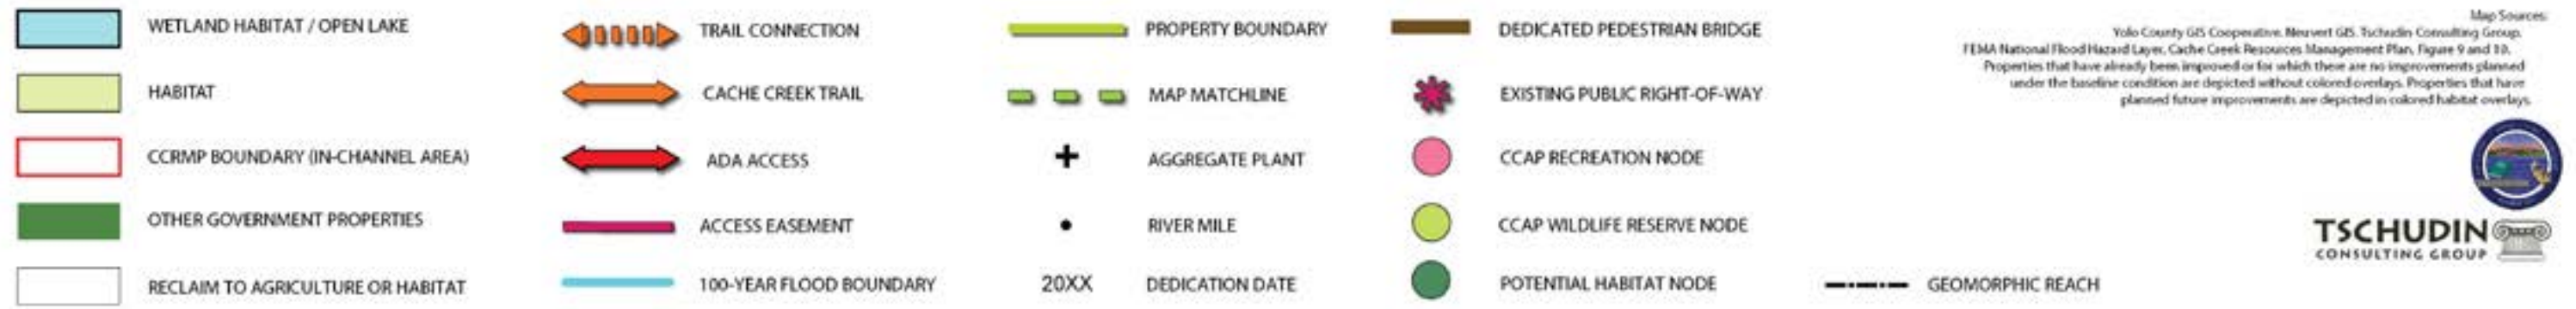 WETLAND HABITAT / OPEN LAKE
HABITAT
CCRMP BOUNDARY (IN-CHANNEL AREA)
OTHER GOVERNMENT PROPERTIES
RECLAIM TO AGRICULTURE OR HABITAT
TRAIL CONNECTION
CACHE CREEK TRAIL
ADA ACCESS
ACCESS EASEMENT
100-YEAR FLOOD BOUNDARY
PROPERTY BOUNDARY
MAP MATCHLINE
AGGREGATE PLANT
RIVER MILE
20XX DEDICATION DATE
DEDICATED PEDESTRIAN BRIDGE
EXISTING PUBLIC RIGHT-OF-WAY
CCAP RECREATION NODE
CCAP WILDLIFE RESERVE NODE
POTENTIAL HABITAT NODE
GEOMORPHIC REACH
Map Sources:
Yolo County GIS Cooperative. Neuvert GIS. Tschudin Consulting Group.
FEMA National Flood Hazard Layer, Cache Creek Resources Management Plan, Figure 9 and 10.
Properties that have already been improved or for which there are no improvements planned
under the baseline condition are depicted without colored overlays. Properties that have
planned future improvements are depicted in colored habitat overlays.
TSCHUDIN
CONSULTING GROUP